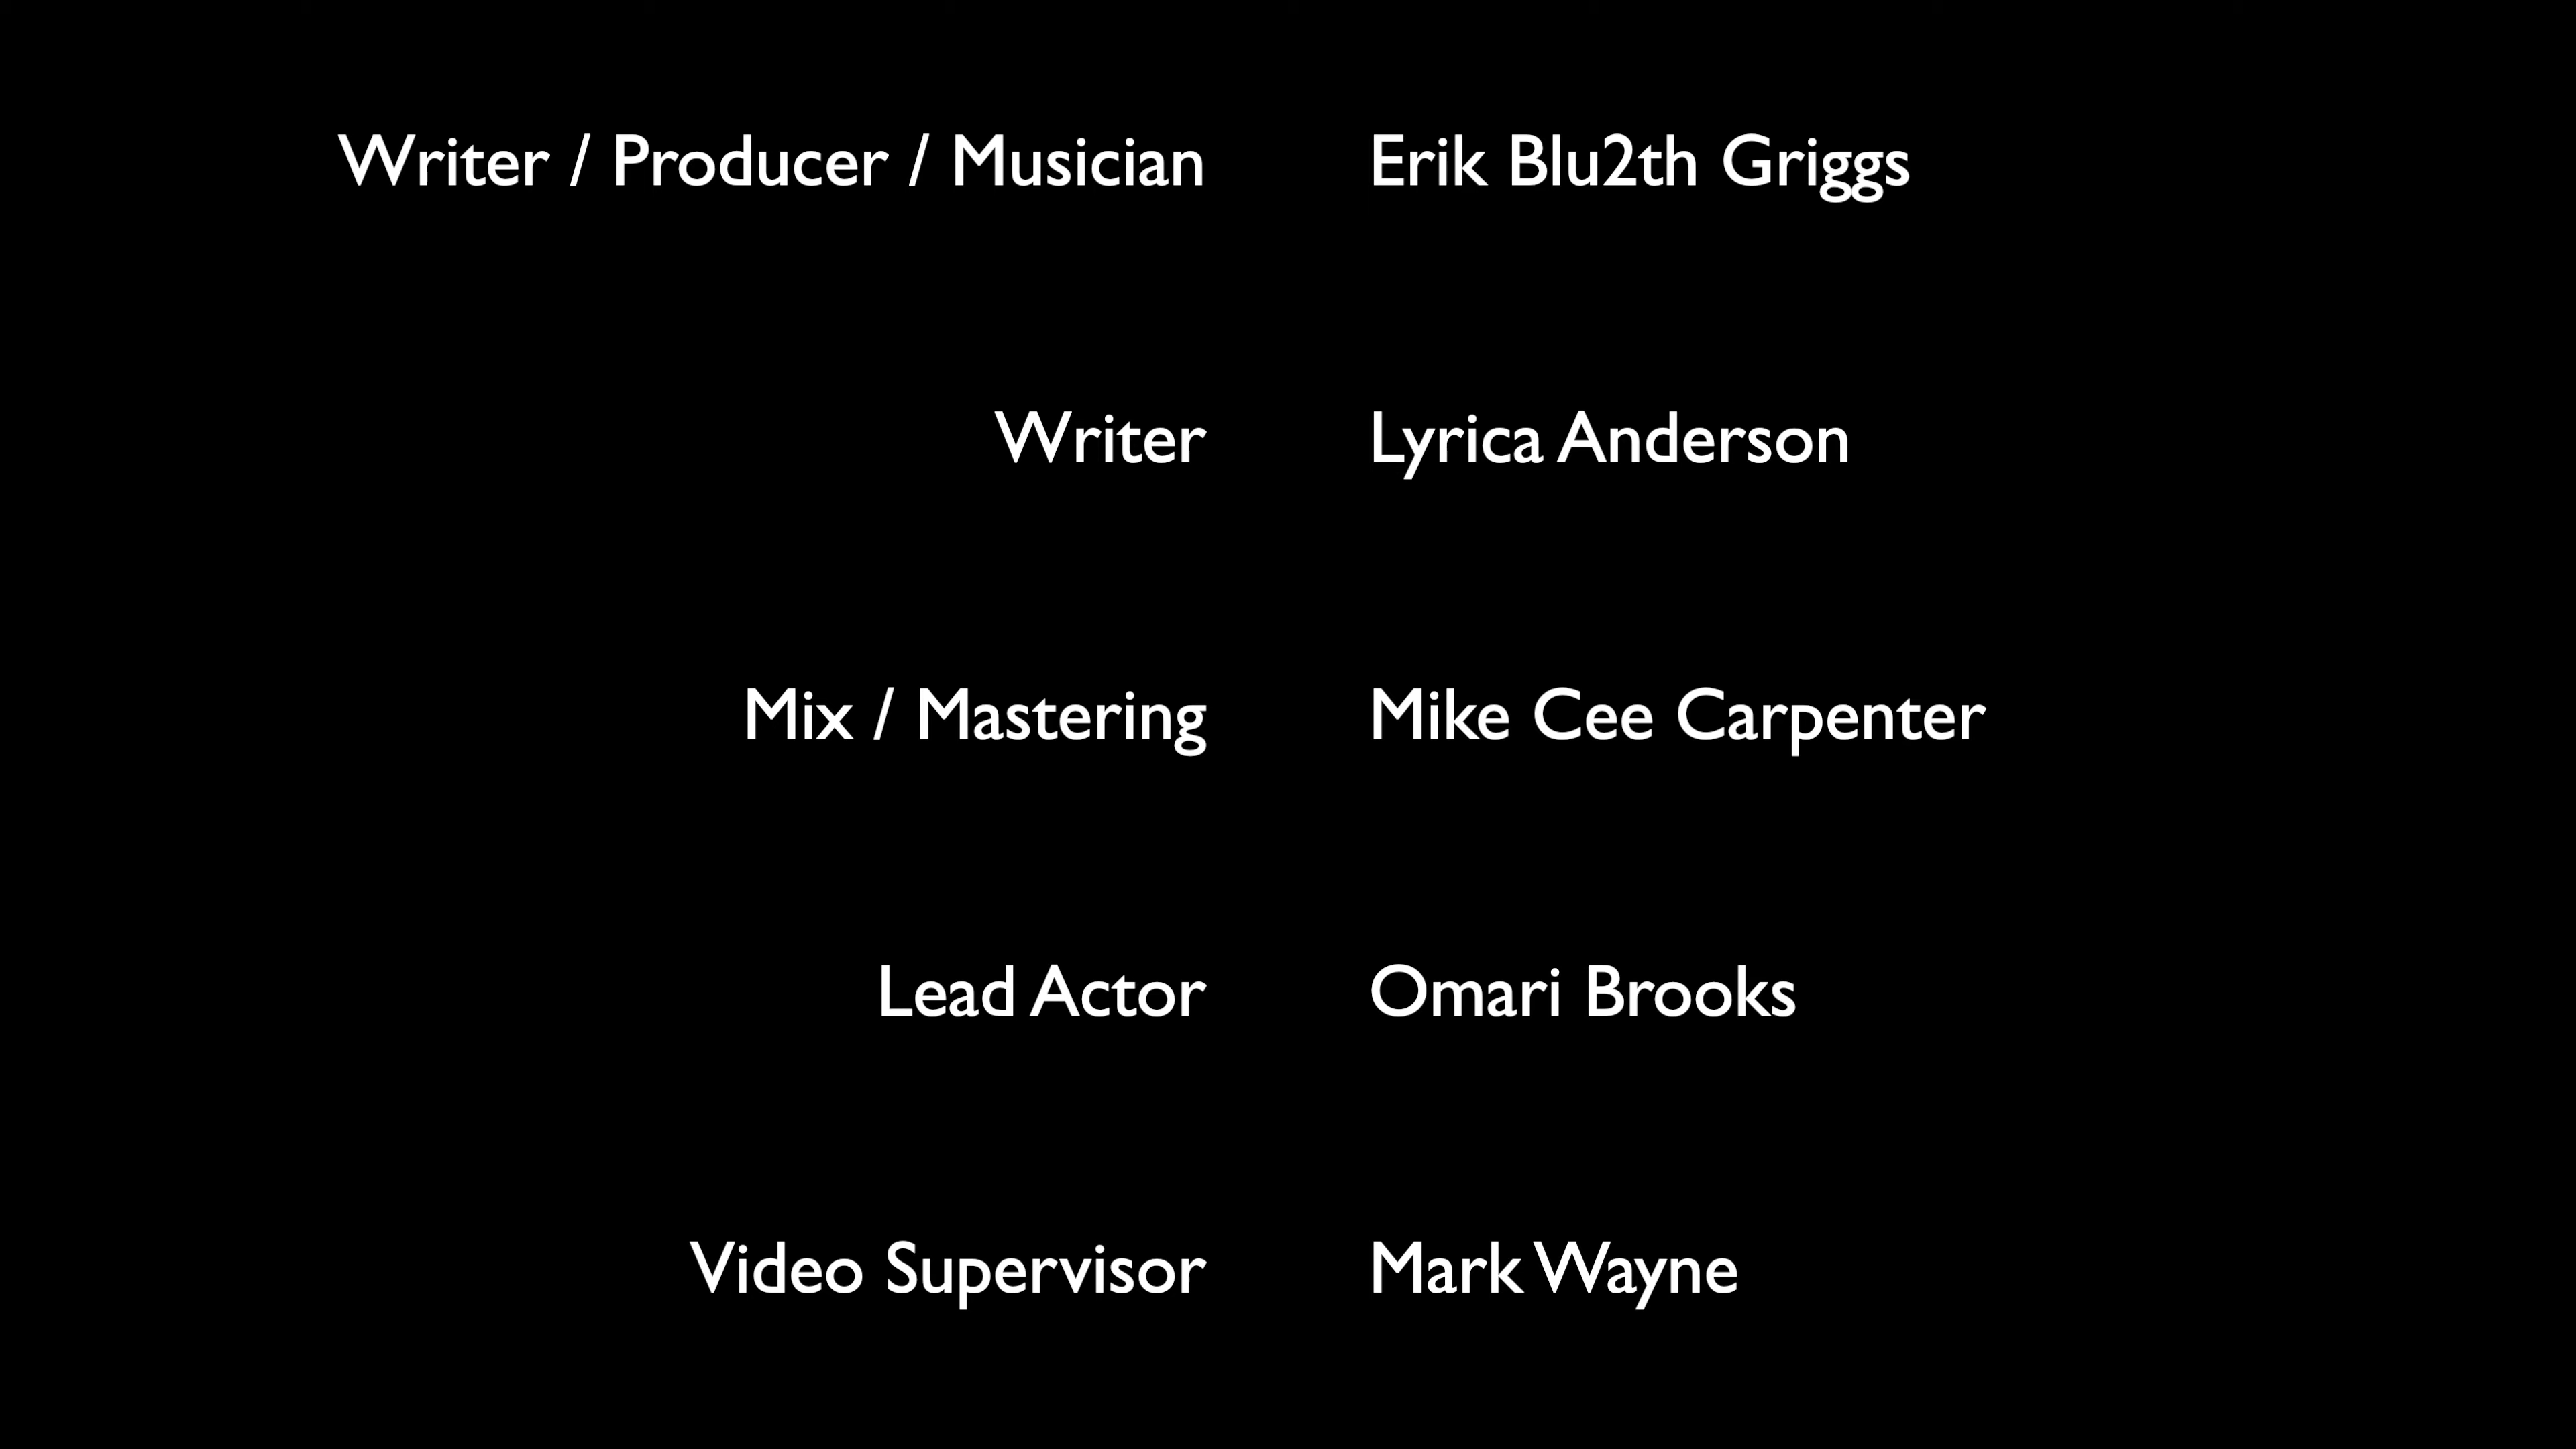 Writer / Producer / Musician Erik Blu2th Griggs
Writer Lyrica Anderson
Mix / Mastering Mike Cee Carpenter
Lead Actor Omari Brooks
Video Supervisor Mark Wayne